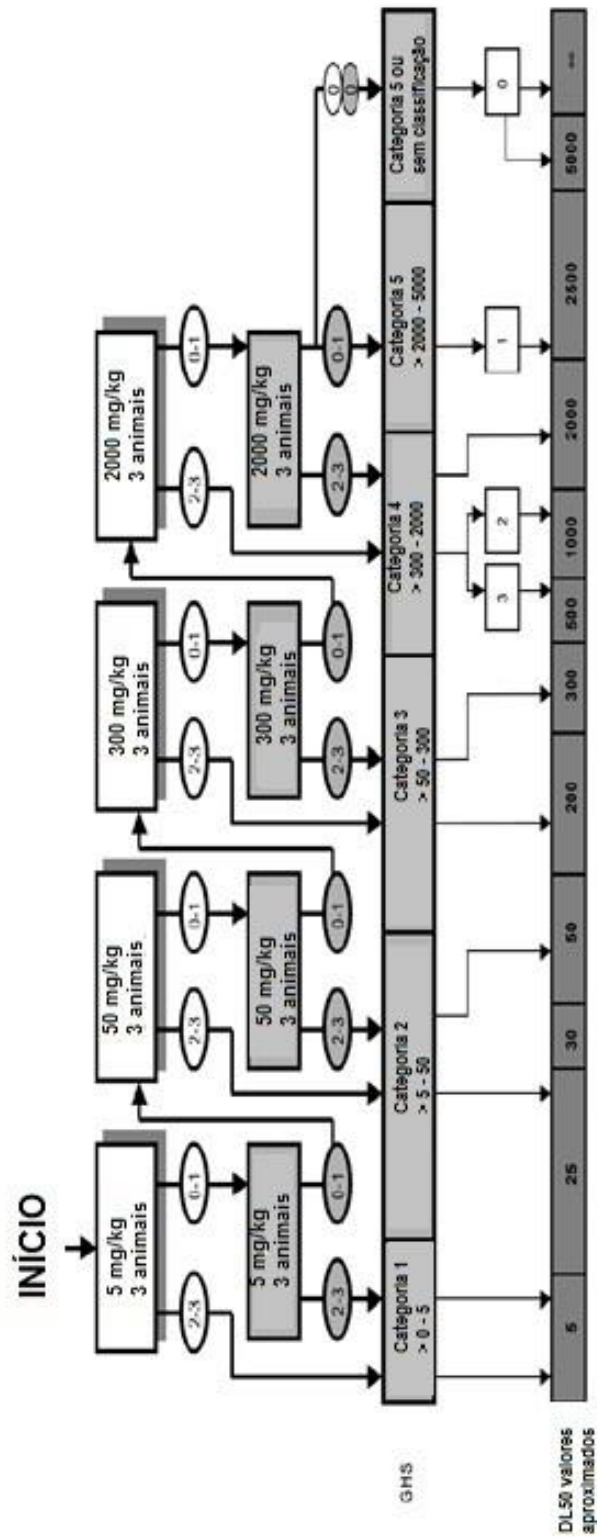 INÍCIO
5 mg/kg
3 animais
50 mg/kg
3 animais
300 mg/kg
3 animais
2000 mg/kg
3 animais
2-3
0-1
2-3
0-1
2-3
0-1
2-3
0-1
5 mg/kg
3 animais
50 mg/kg
3 animais
300 mg/kg
3 animais
2000 mg/kg
3 animais
2-3
0-1
2-3
0-1
2-3
0-1
2-3
0-1
0
0
GHS
Categoria 1
> 0 - 5
Categoria 2
> 5 - 50
Categoria 3
> 50 - 300
Categoria 4
> 300 - 2000
Categoria 5
> 2000 - 5000
Categoria 5 ou
sem classificação
3
2
1
0
DL50 valores
aproximados
5
25
30
50
200
300
500
1000
2000
2500
5000